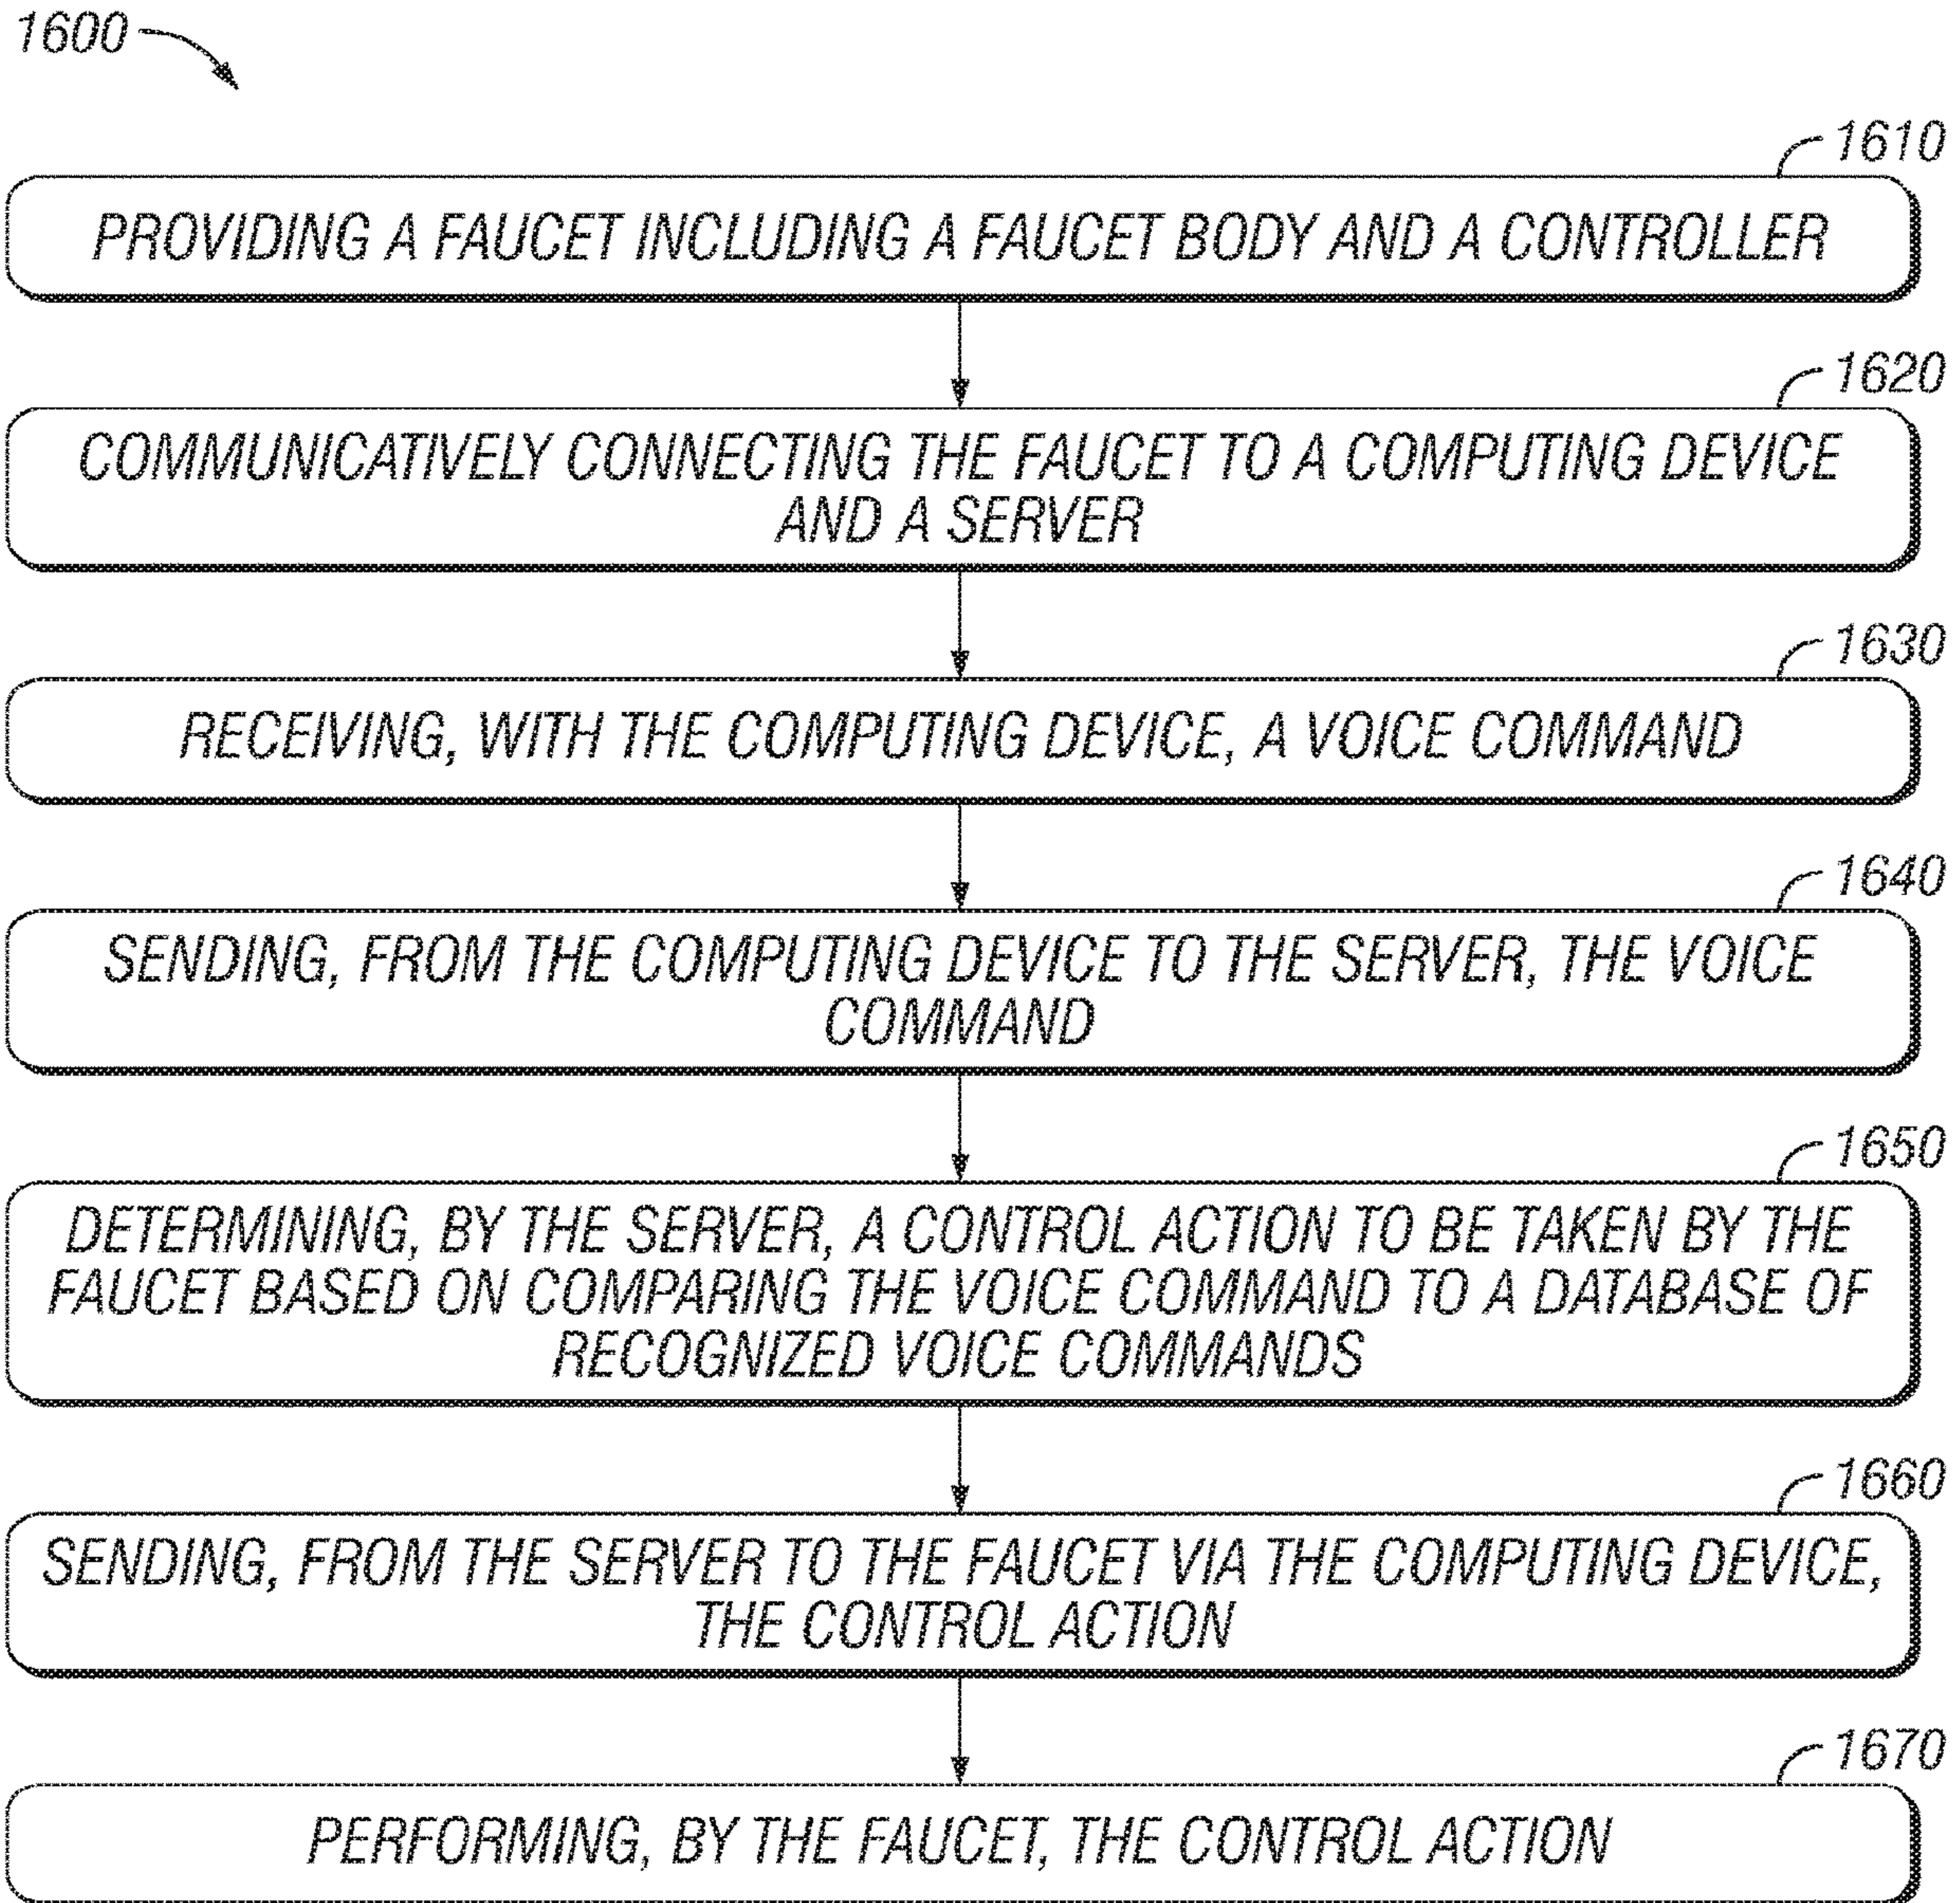 1600
1610
PROVIDING A FAUCET INCLUDING A FAUCET BODY AND A CONTROLLER
1620
COMMUNICATIVELY CONNECTING THE FAUCET TO A COMPUTING DEVICE
AND A SERVER
1630
RECEIVING, WITH THE COMPUTING DEVICE, A VOICE COMMAND
1640
SENDING, FROM THE COMPUTING DEVICE TO THE SERVER, THE VOICE
COMMAND
1650
DETERMINING, BY THE SERVER, A CONTROL ACTION TO BE TAKEN BY THE
FAUCET BASED ON COMPARING THE VOICE COMMAND TO A DATABASE OF
RECOGNIZED VOICE COMMANDS
1660
SENDING, FROM THE SERVER TO THE FAUCET VIA THE COMPUTING DEVICE,
THE CONTROL ACTION
1670
PERFORMING, BY THE FAUCET, THE CONTROL ACTION